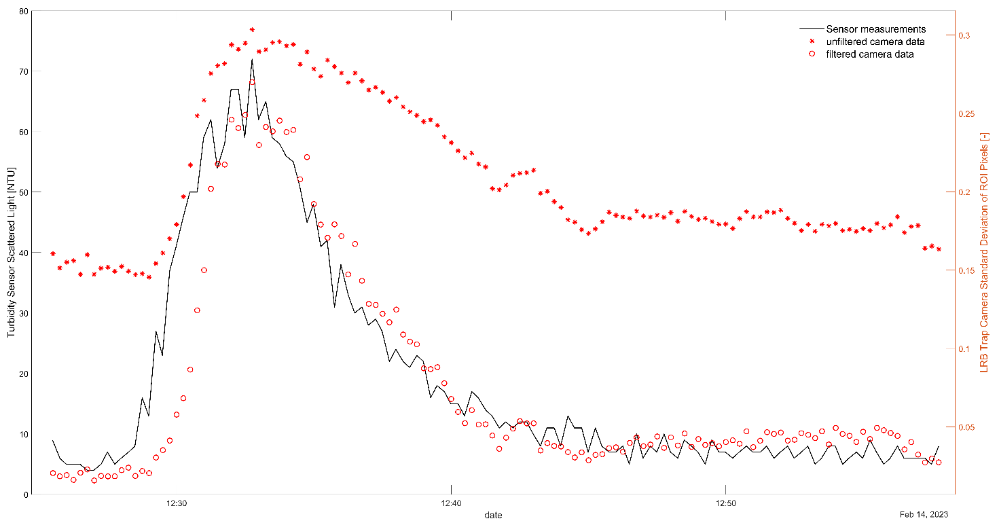 80
70
60
50
40
30
20
10
0
Turbidity Sensor Scattered Light [NTU]
Sensor measurements
unfiltered camera data
filtered camera data
0.3
0.25
0.2
0.15
0.1
0.05
LRB Trap Camera Standard Deviation of ROI Pixels [-]
12:30
12:40
12:50
date
Feb 14, 2023